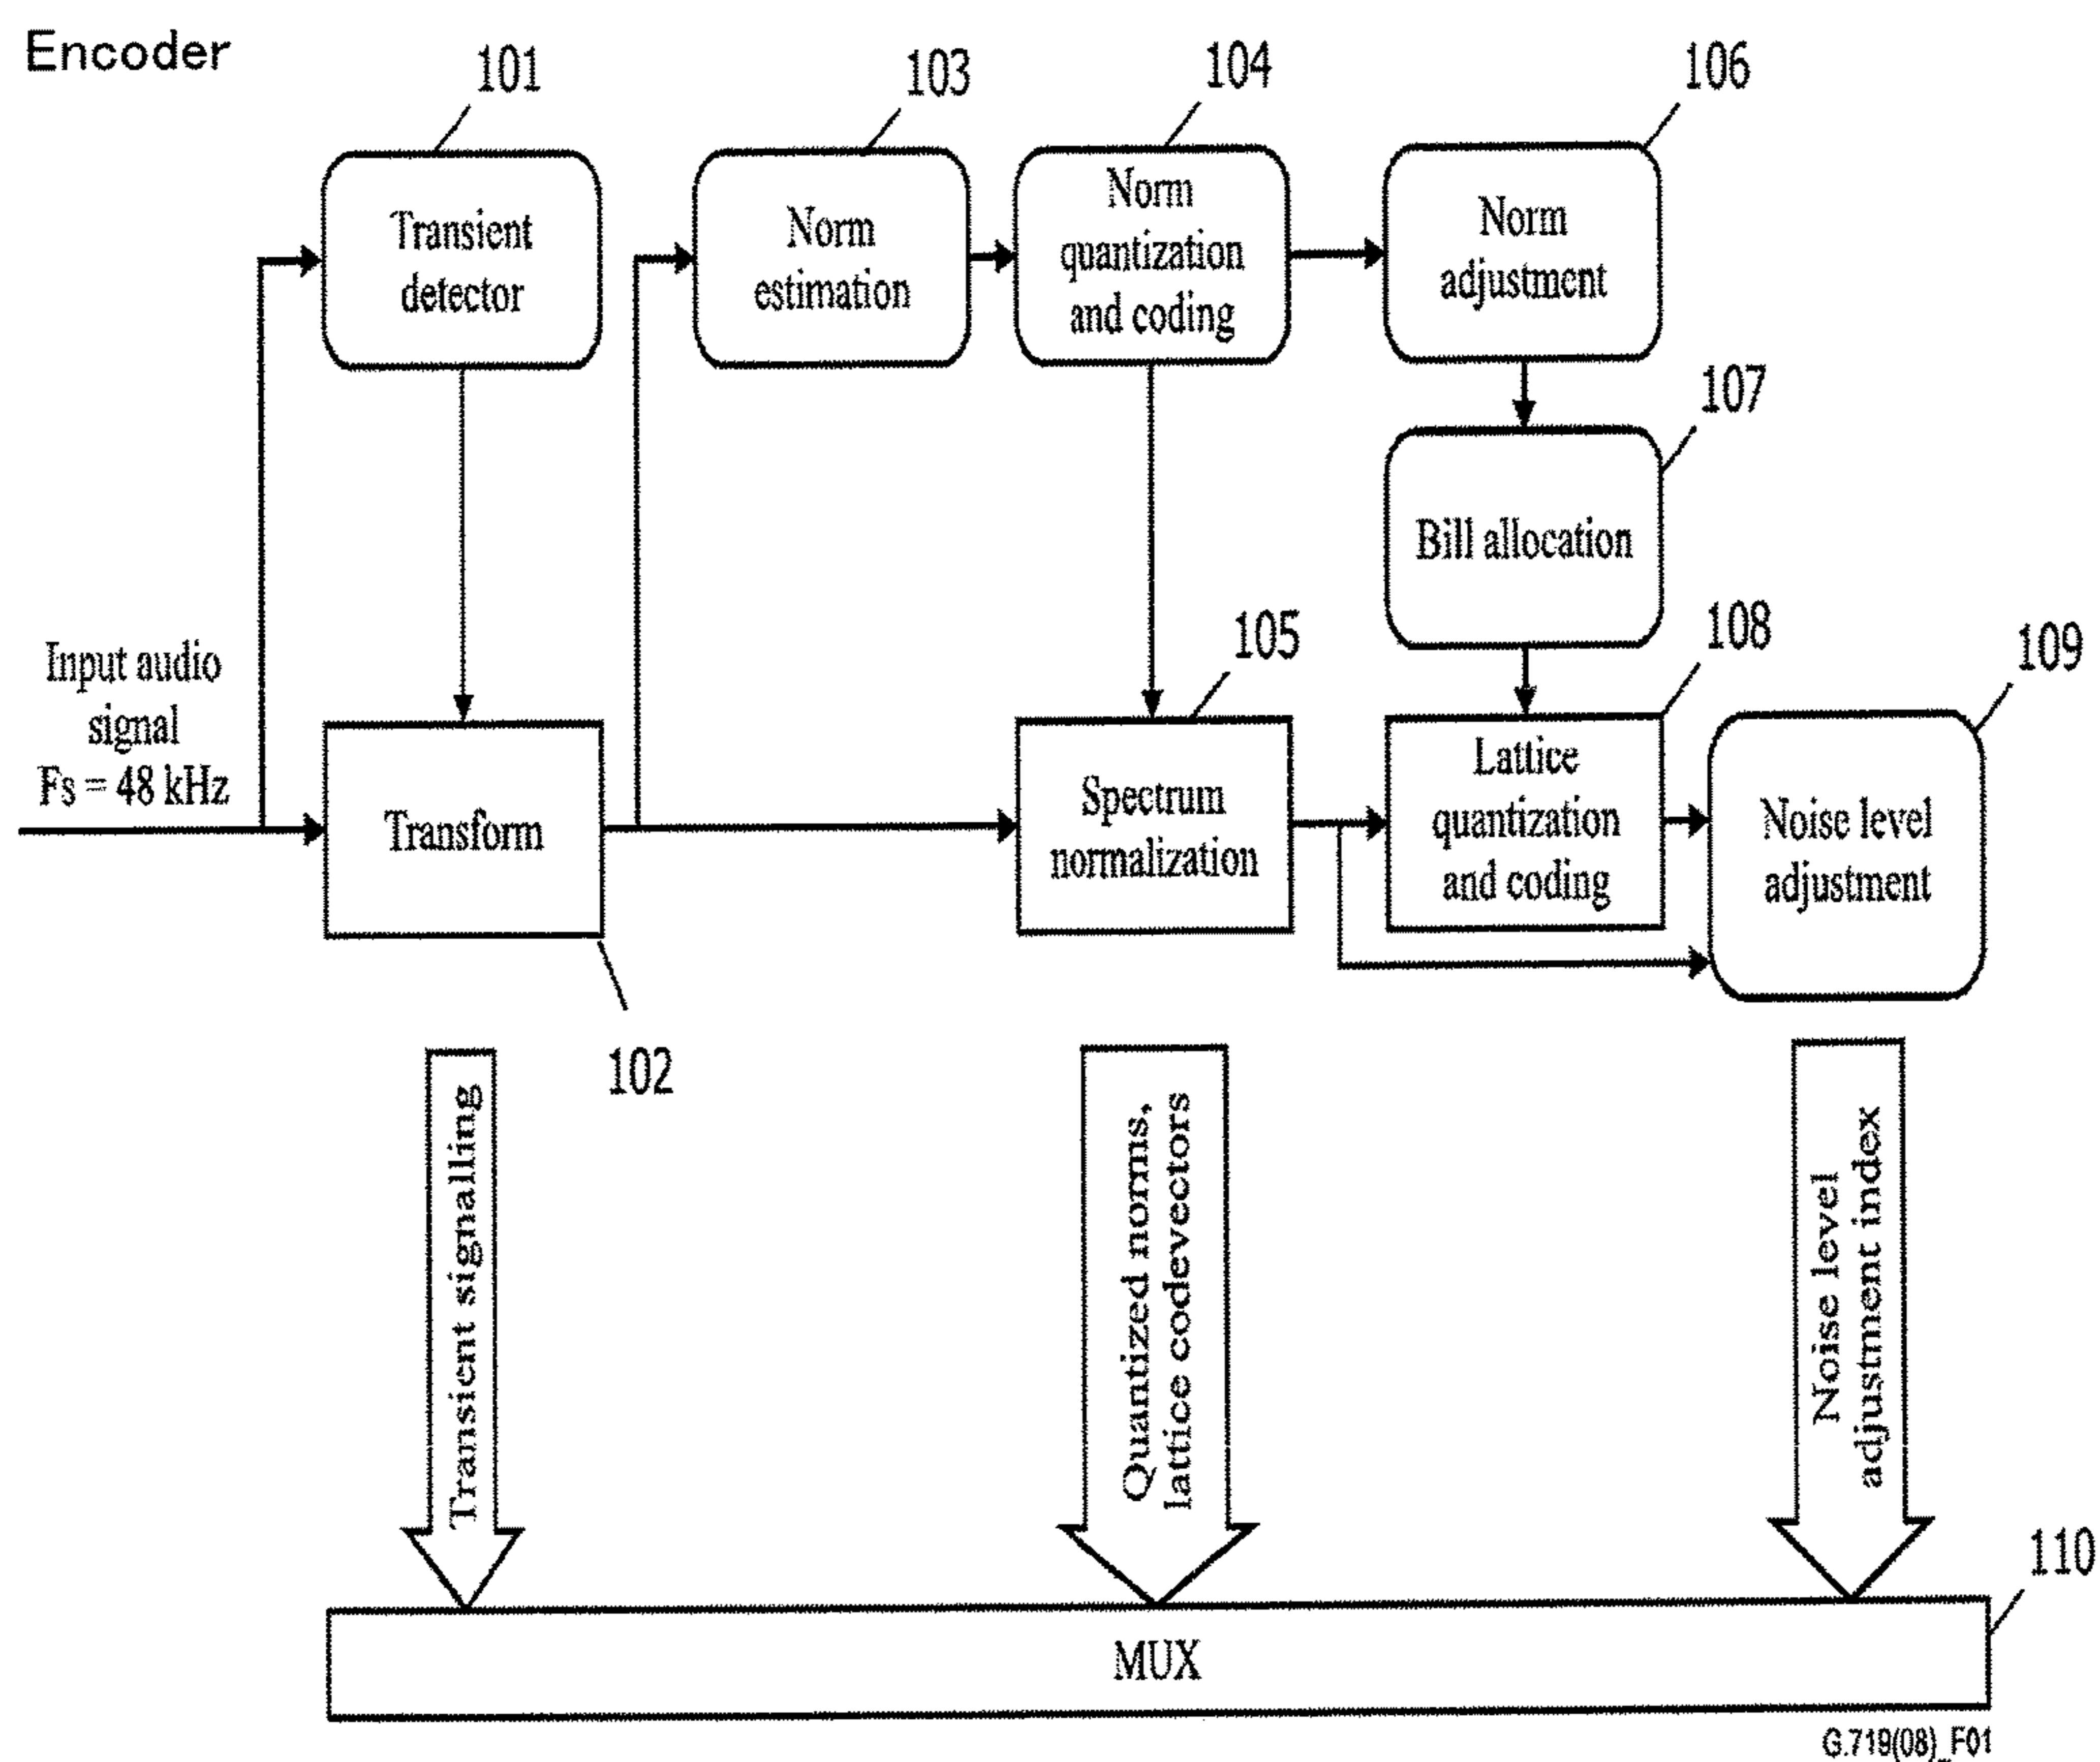 Encoder
101
103
104
106
Transient
detector
Norm
estimation
Norm
quantization
and coding
Norm
adjustment
107
Bill allocation
Input audio
signal
Fs = 48 kHz
105
108
109
Transform
Spectrum
normalization
Lattice
quantization
and coding
Noise level
adjustment
102
Transient signalling
Quantized norms,
lattice codevectors
Noise level
adjustment index
110
MUX
G.719(08)_F01